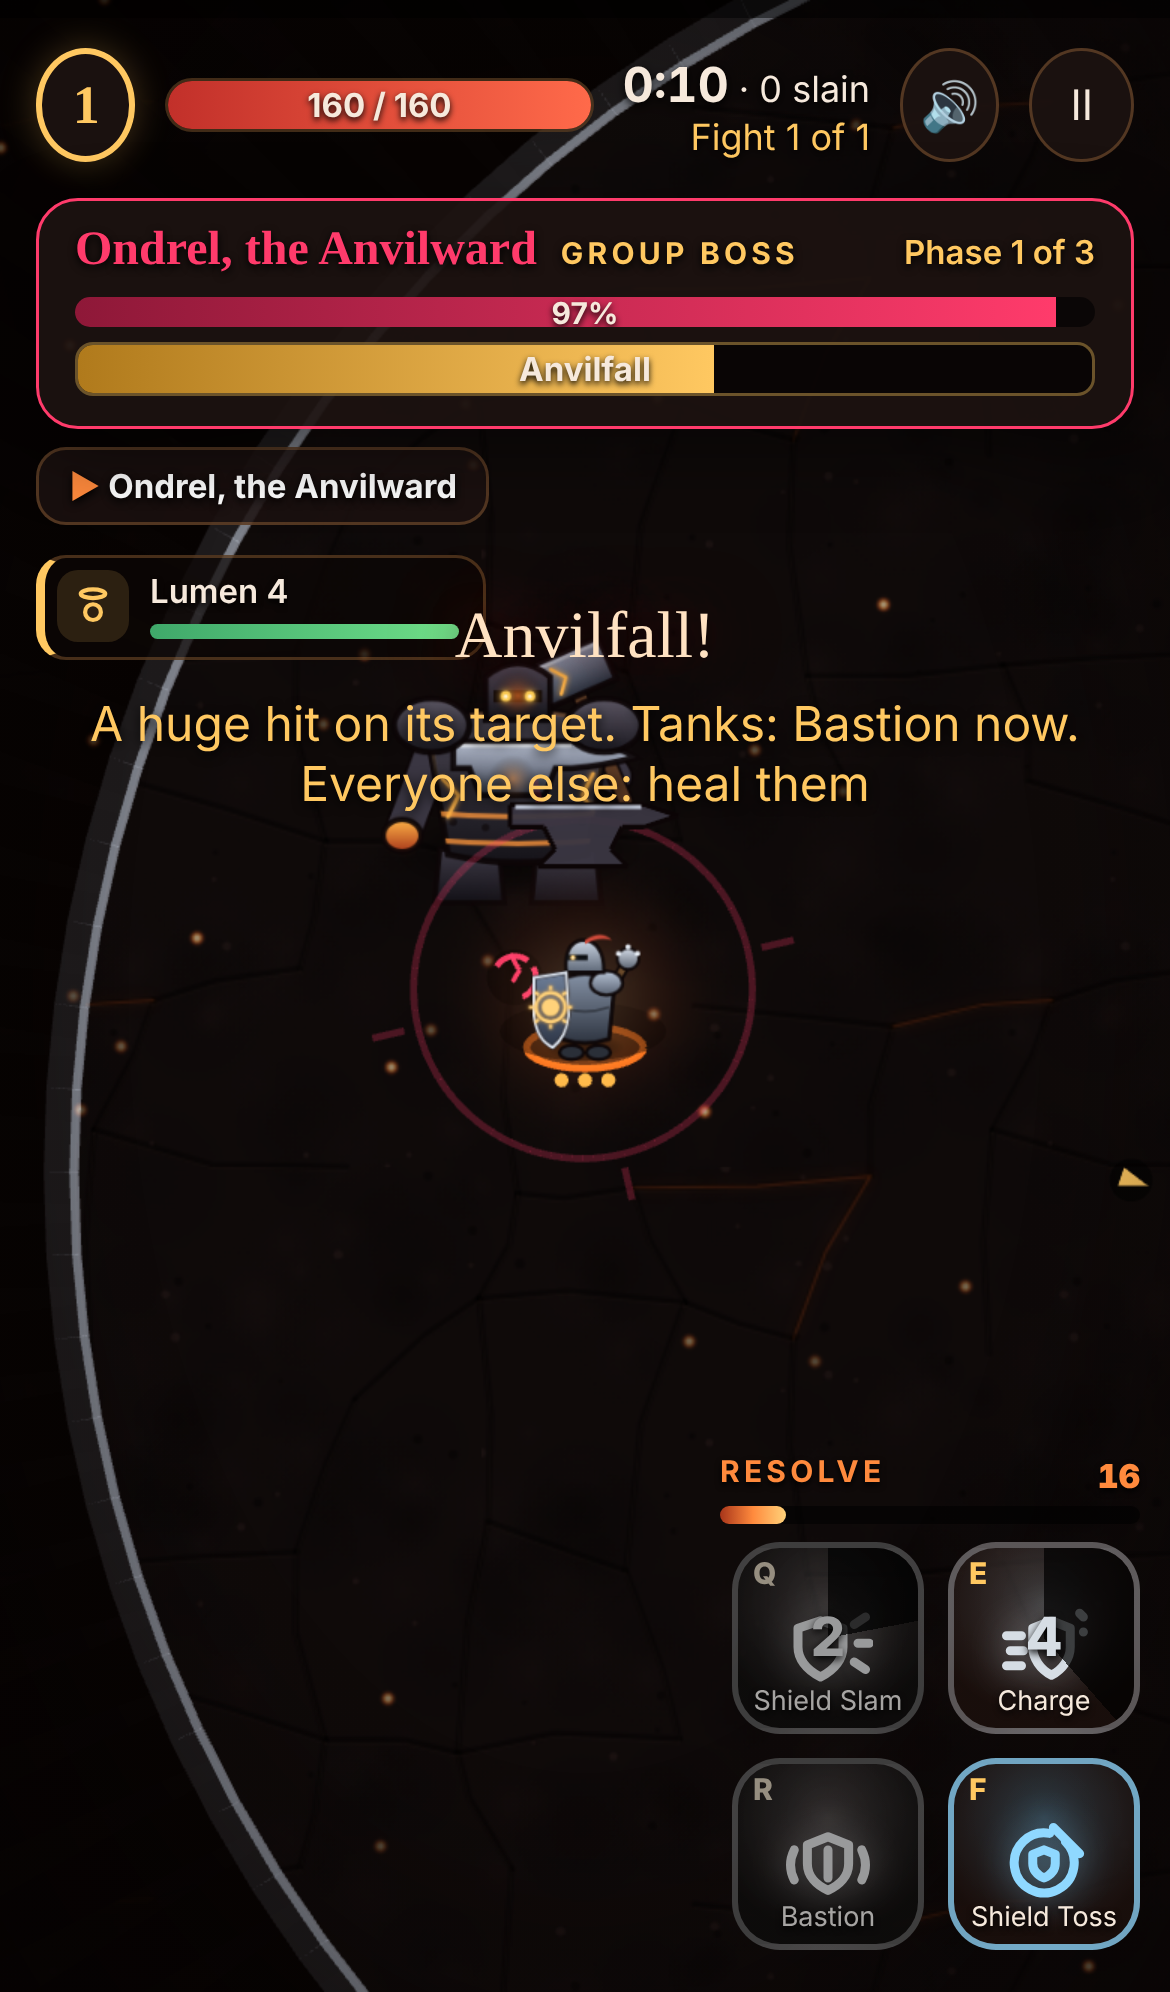 1
160 / 160
0:10 · 0 slain
Fight 1 of 1
Ondrel, the Anvilward GROUP BOSS Phase 1 of 3
97%
Anvilfall
Ondrel, the Anvilward
Lumen 4
Anvilfall!
A huge hit on its target. Tanks: Bastion now.
Everyone else: heal them
RESOLVE 16
Q E
2 4
Shield Slam Charge
R F
Bastion Shield Toss